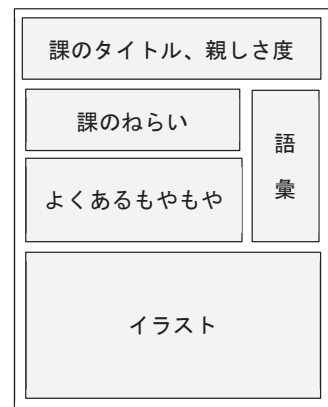 課のタイトル、親しさ度
課のねらい
よくあるもやもや
語彙
イラスト